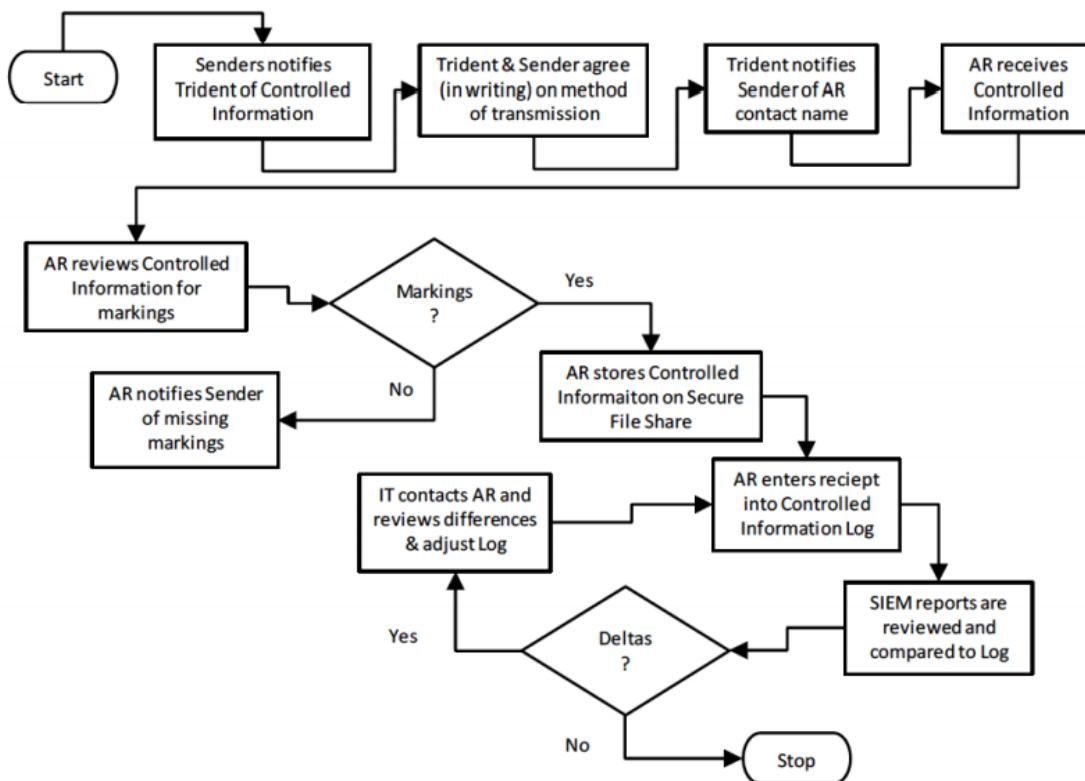 Start
Senders notifies
Trident of Controlled
Information
Trident & Sender agree
(in writing) on method
of transmission
Trident notifies
Sender of AR
contact name
AR receives
Controlled
Information
AR reviews Controlled
Information for
markings
Markings
?
Yes
No
AR notifies Sender
of missing
markings
AR stores Controlled
Informaiton on Secure
File Share
AR enters reciept
into Controlled
Information Log
IT contacts AR and
reviews differences
& adjust Log
SIEM reports are
reviewed and
compared to Log
Deltas
?
Yes
No
Stop